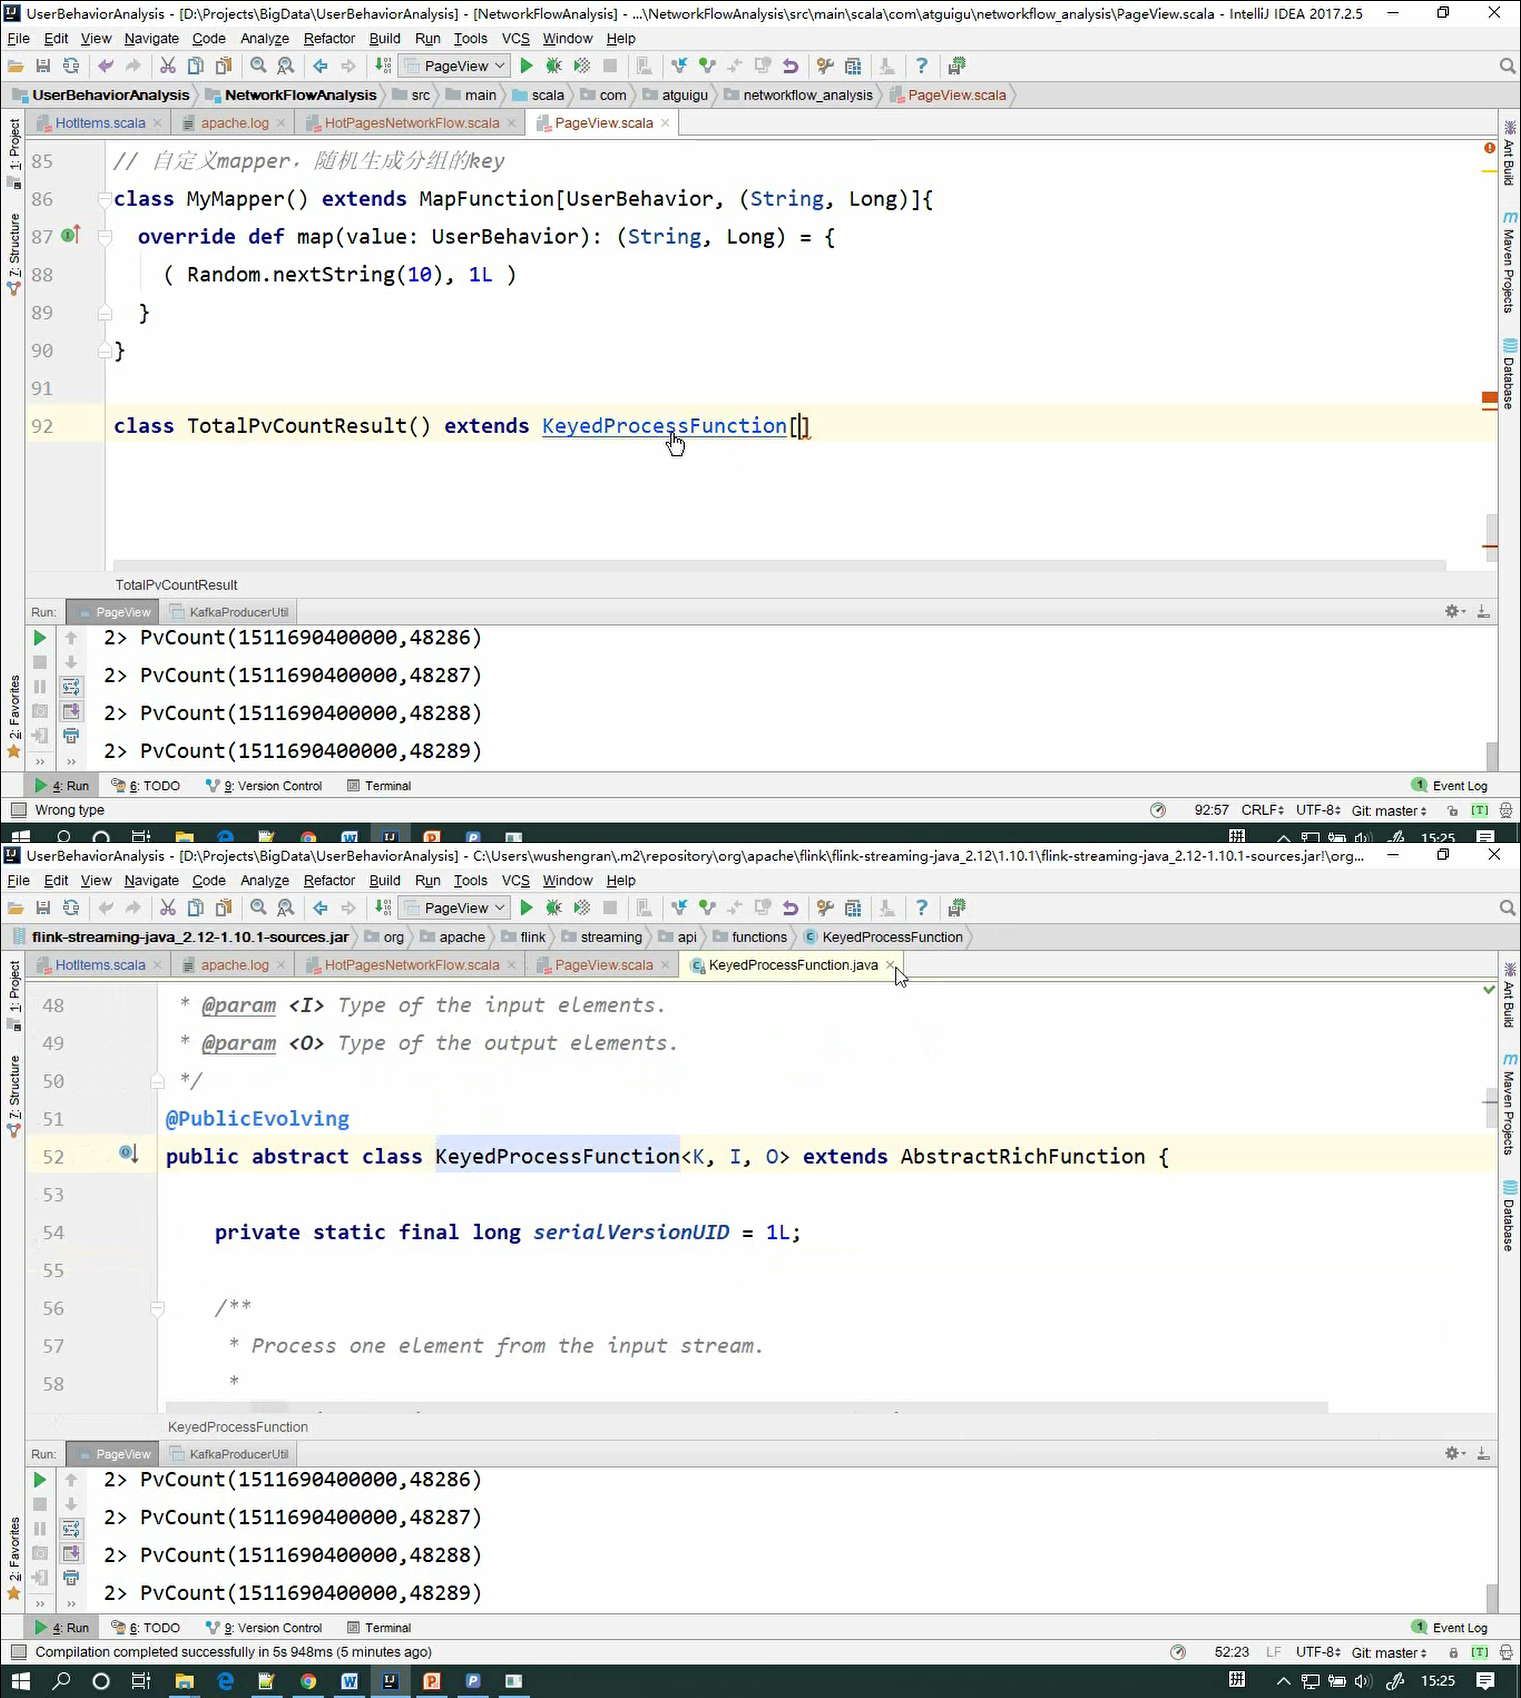 UserBehaviorAnalysis - [D:\Projects\BigData\UserBehaviorAnalysis] - [NetworkFlowAnalysis] - ...\NetworkFlowAnalysis\src\main\scala\com\atguigu\networkflow_analysis\PageView.scala - IntelliJ IDEA 2017.2.5
File Edit View Navigate Code Analyze Refactor Build Run Tools VCS Window Help
PageView
UserBehaviorAnalysis NetworkFlowAnalysis src main scala com atguigu networkflow_analysis PageView.scala
HotItems.scala apache.log HotPagesNetworkFlow.scala PageView.scala
1: Project
7: Structure
2: Favorites
Ant Build
Maven Projects
Database
85 // 自定义mapper，随机生成分组的key
86 class MyMapper() extends MapFunction[UserBehavior, (String, Long)]{
87 override def map(value: UserBehavior): (String, Long) = {
88 ( Random.nextString(10), 1L )
89 }
90 }
91
92 class TotalPvCountResult() extends KeyedProcessFunction[]
TotalPvCountResult
Run: PageView KafkaProducerUtil
2> PvCount(1511690400000,48286)
2> PvCount(1511690400000,48287)
2> PvCount(1511690400000,48288)
2> PvCount(1511690400000,48289)
4: Run 6: TODO 9: Version Control Terminal 1 Event Log
Wrong type 92:57 CRLF UTF-8 Git: master [T]
15:25
UserBehaviorAnalysis - [D:\Projects\BigData\UserBehaviorAnalysis] - C:\Users\wushengran\.m2\repository\org\apache\flink\flink-streaming-java_2.12\1.10.1\flink-streaming-java_2.12-1.10.1-sources.jar!\org...
File Edit View Navigate Code Analyze Refactor Build Run Tools VCS Window Help
PageView
flink-streaming-java_2.12-1.10.1-sources.jar org apache flink streaming api functions KeyedProcessFunction
HotItems.scala apache.log HotPagesNetworkFlow.scala PageView.scala KeyedProcessFunction.java
1: Project
7: Structure
2: Favorites
Ant Build
Maven Projects
Database
48 * @param <I> Type of the input elements.
49 * @param <O> Type of the output elements.
50 */
51 @PublicEvolving
52 public abstract class KeyedProcessFunction<K, I, O> extends AbstractRichFunction {
53
54 private static final long serialVersionUID = 1L;
55
56 /**
57 * Process one element from the input stream.
58 *
KeyedProcessFunction
Run: PageView KafkaProducerUtil
2> PvCount(1511690400000,48286)
2> PvCount(1511690400000,48287)
2> PvCount(1511690400000,48288)
2> PvCount(1511690400000,48289)
4: Run 6: TODO 9: Version Control Terminal 1 Event Log
Compilation completed successfully in 5s 948ms (5 minutes ago) 52:23 LF UTF-8 Git: master [T]
15:25